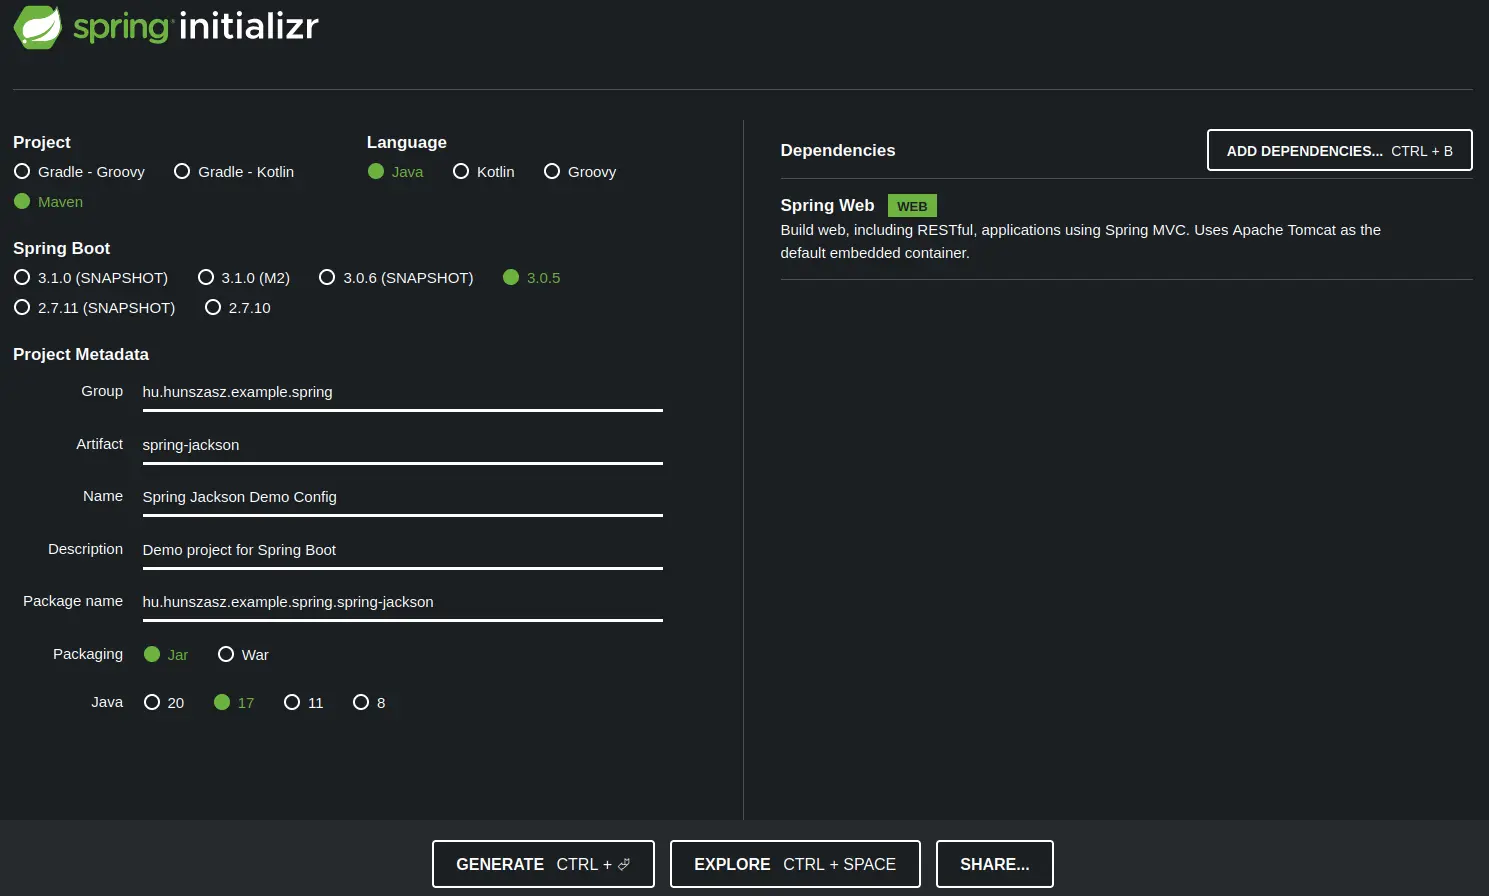 spring initializr
Project
Gradle - Groovy Gradle - Kotlin
Maven
Language
Java Kotlin Groovy
Spring Boot
3.1.0 (SNAPSHOT) 3.1.0 (M2) 3.0.6 (SNAPSHOT) 3.0.5
2.7.11 (SNAPSHOT) 2.7.10
Project Metadata
Group hu.hunszasz.example.spring
Artifact spring-jackson
Name Spring Jackson Demo Config
Description Demo project for Spring Boot
Package name hu.hunszasz.example.spring.spring-jackson
Packaging Jar War
Java 20 17 11 8
Dependencies
ADD DEPENDENCIES... CTRL + B
Spring Web WEB
Build web, including RESTful, applications using Spring MVC. Uses Apache Tomcat as the
default embedded container.
GENERATE CTRL + ⏎
EXPLORE CTRL + SPACE
SHARE...